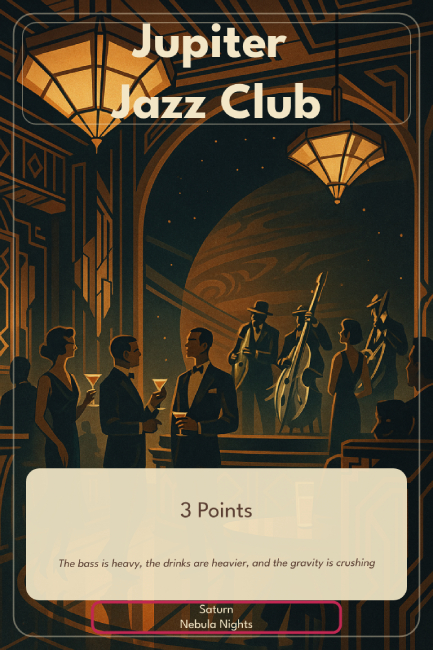 Jupiter
Jazz Club
3 Points
The bass is heavy, the drinks are heavier, and the gravity is crushing
Saturn
Nebula Nights